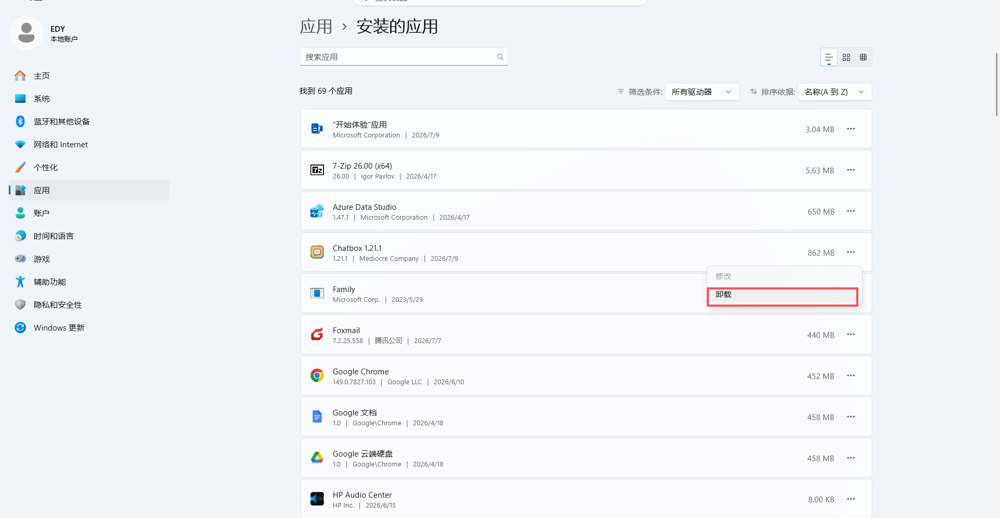 EDY
本地账户
主页
系统
蓝牙和其他设备
网络和 Internet
个性化
应用
账户
时间和语言
游戏
辅助功能
隐私和安全性
Windows 更新
应用 › 安装的应用
搜索应用
找到 69 个应用
筛选条件: 所有驱动器
排序依据: 名称(A 到 Z)
“开始体验”应用
Microsoft Corporation | 2026/7/9
3.04 MB
7-Zip 26.00 (x64)
26.00 | Igor Pavlov | 2026/4/17
5.63 MB
Azure Data Studio
1.47.1 | Microsoft Corporation | 2026/4/17
650 MB
Chatbox 1.21.1
1.21.1 | Mediocre Company | 2026/7/9
862 MB
修改
卸载
Family
Microsoft Corp. | 2023/5/29
Foxmail
7.2.25.558 | 腾讯公司 | 2026/7/7
440 MB
Google Chrome
149.0.7827.103 | Google LLC | 2026/6/10
452 MB
Google 文档
1.0 | Google\Chrome | 2026/4/18
458 MB
Google 云端硬盘
1.0 | Google\Chrome | 2026/4/18
458 MB
HP Audio Center
HP Inc. | 2026/6/15
8.00 KB